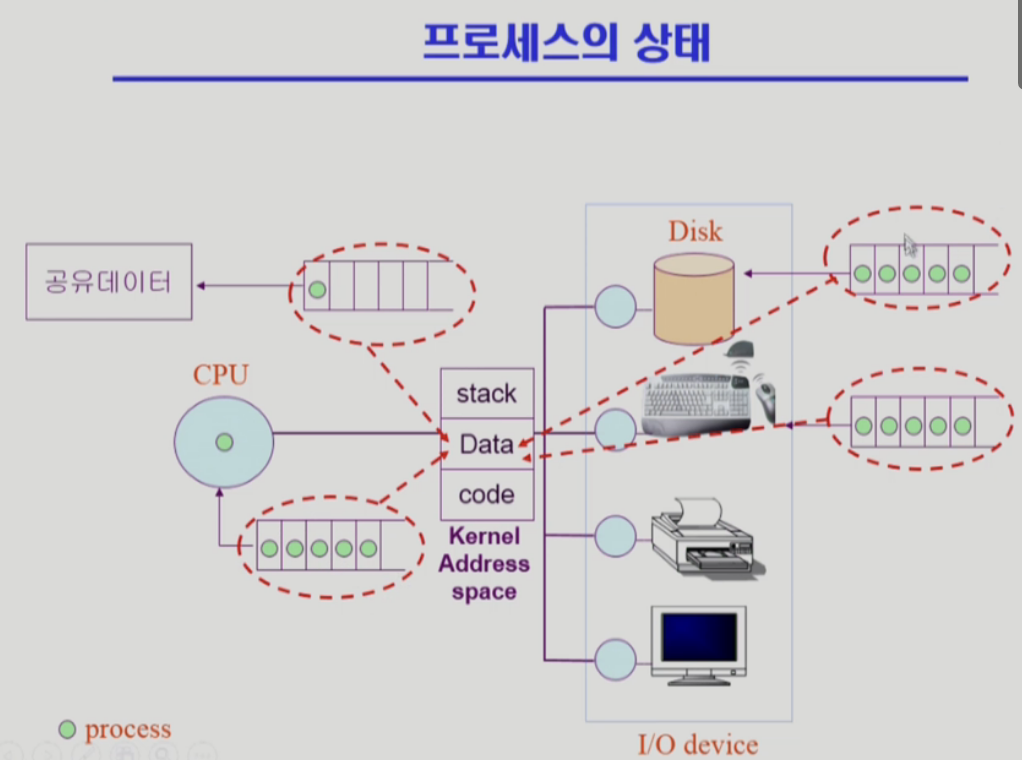 프로세스의 상태
Disk
공유데이터
CPU
stack
Data
code
Kernel
Address
space
process
I/O device